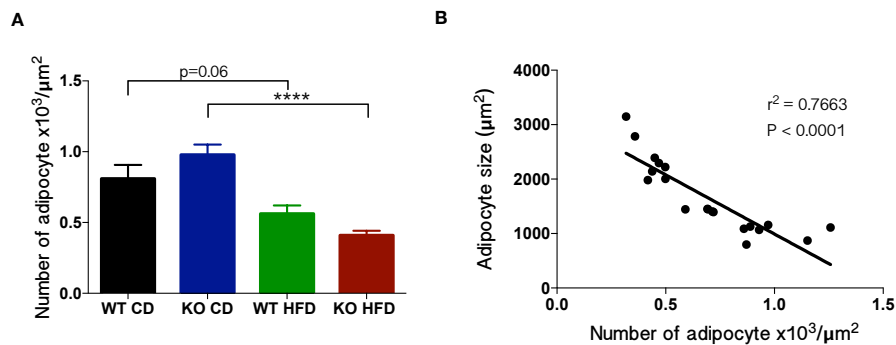 A
Number of adipocyte x10³/µm²
1.5
1.0
0.5
0.0
p=0.06
****
WT CD
KO CD
WT HFD
KO HFD
B
Adipocyte size (µm²)
4000
3000
2000
1000
0
r² = 0.7663
P < 0.0001
0.0
0.5
1.0
1.5
Number of adipocyte x10³/µm²